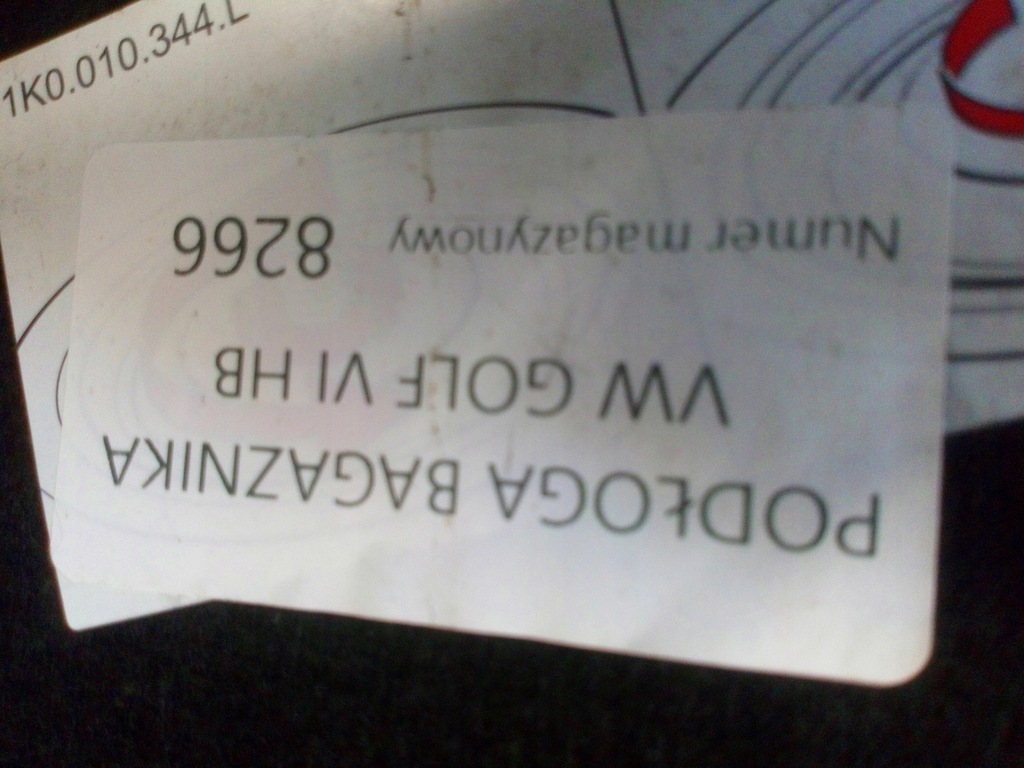 1K0.010.344.L
PODŁOGA BAGAZNIKA
VW GOLF VI HB
Numer magazynowy 8266